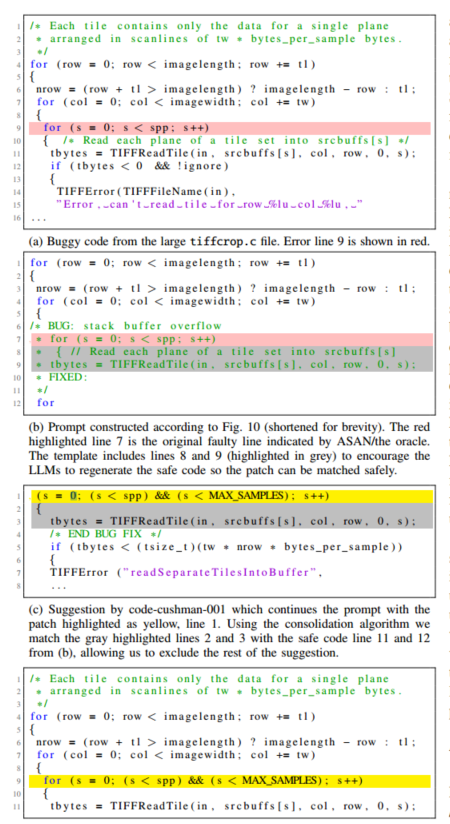 1 /* Each tile contains only the data for a single plane
2 * arranged in scanlines of tw * bytes_per_sample bytes.
3 */
4 for (row = 0; row < imagelength; row += tl)
5 {
6 nrow = (row + tl > imagelength) ? imagelength - row : tl;
7 for (col = 0; col < imagewidth; col += tw)
8 {
9 for (s = 0; s < spp; s++)
10 { /* Read each plane of a tile set into srcbuffs[s] */
11 tbytes = TIFFReadTile(in, srcbuffs[s], col, row, 0, s);
12 if (tbytes < 0 && !ignore)
13 {
14 TIFFError(TIFFFileName(in),
15 "Error,␣can't␣read␣tile␣for␣row␣%lu␣col␣%lu,␣"
16 ...
(a) Buggy code from the large tiffcrop.c file. Error line 9 is shown in red.
1 for (row = 0; row < imagelength; row += tl)
2 {
3 nrow = (row + tl > imagelength) ? imagelength - row : tl;
4 for (col = 0; col < imagewidth; col += tw)
5 {
6 /* BUG: stack buffer overflow
7 * for (s = 0; s < spp; s++)
8 * { // Read each plane of a tile set into srcbuffs[s]
9 * tbytes = TIFFReadTile(in, srcbuffs[s], col, row, 0, s);
10 * FIXED:
11 */
12 for
(b) Prompt constructed according to Fig. 10 (shortened for brevity). The red
highlighted line 7 is the original faulty line indicated by ASAN/the oracle.
The template includes lines 8 and 9 (highlighted in grey) to encourage the
LLMs to regenerate the safe code so the patch can be matched safely.
1 (s = 0; (s < spp) && (s < MAX_SAMPLES); s++)
2 {
3 tbytes = TIFFReadTile(in, srcbuffs[s], col, row, 0, s);
4 /* END BUG FIX */
5 if (tbytes < (tsize_t)(tw * nrow * bytes_per_sample))
6 {
7 TIFFError ("readSeparateTilesIntoBuffer",
8 ...
(c) Suggestion by code-cushman-001 which continues the prompt with the
patch highlighted as yellow, line 1. Using the consolidation algorithm we
match the gray highlighted lines 2 and 3 with the safe code line 11 and 12
from (b), allowing us to exclude the rest of the suggestion.
1 /* Each tile contains only the data for a single plane
2 * arranged in scanlines of tw * bytes_per_sample bytes.
3 */
4 for (row = 0; row < imagelength; row += tl)
5 {
6 nrow = (row + tl > imagelength) ? imagelength - row : tl;
7 for (col = 0; col < imagewidth; col += tw)
8 {
9 for (s = 0; (s < spp) && (s < MAX_SAMPLES); s++)
10 {
11 tbytes = TIFFReadTile(in, srcbuffs[s], col, row, 0, s);